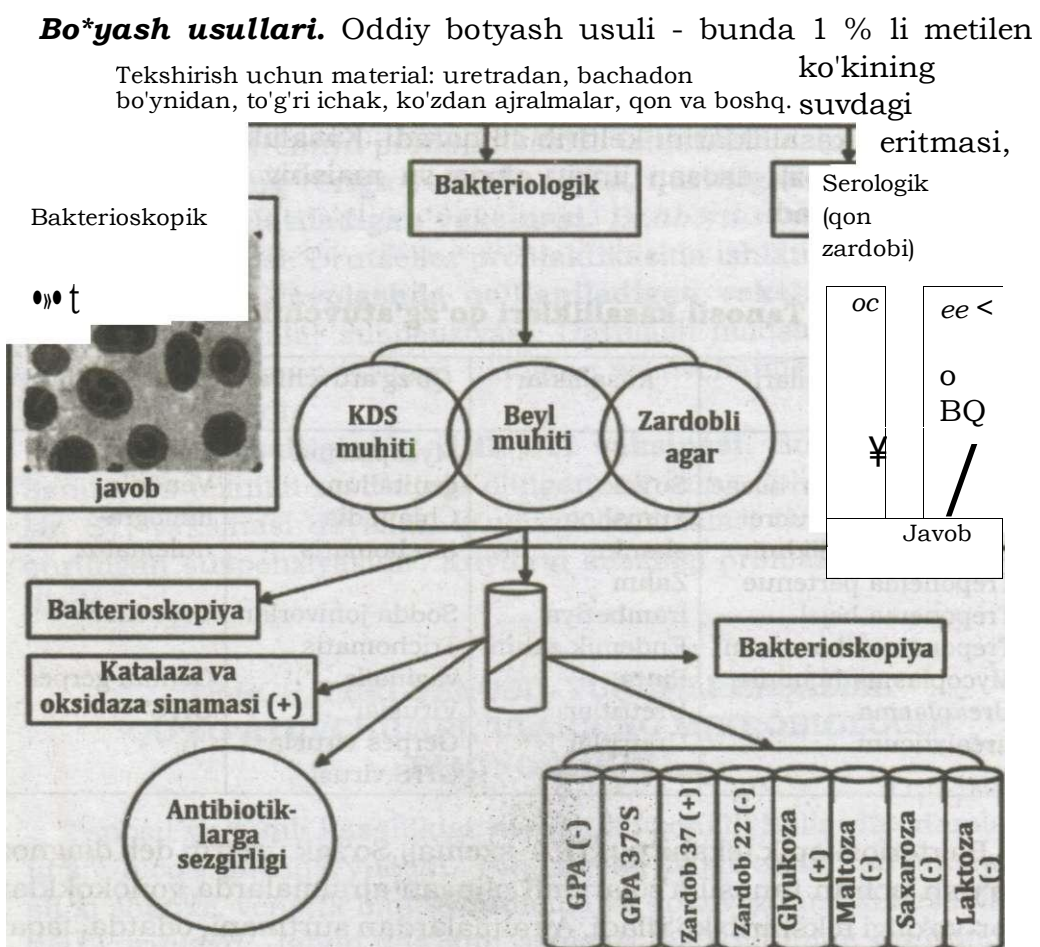 Bo*yash usullari. Oddiy botyash usuli - bunda 1 % li metilen
ko'kining
suvdagi
eritmasi,
Tekshirish uchun material: uretradan, bachadon
bo'ynidan, to'g'ri ichak, ko'zdan ajralmalar, qon va boshq.
Bakterioskopik
•»• t
javob
Bakteriologik
Serologik
(qon
zardobi)
oc
ee <
o
BQ
¥
/
Javob
KDS
muhiti
Beyl
muhiti
Zardobli
agar
Bakterioskopiya
Katalaza va
oksidaza sinamasi (+)
Bakterioskopiya
Antibiotik-
larga
sezgirligi
GPA (-)
GPA 37°S
Zardob 37 (+)
Zardob 22 (-)
Glyukoza
(+)
Maltoza
(-)
Saxaroza
(-)
Laktoza
(-)